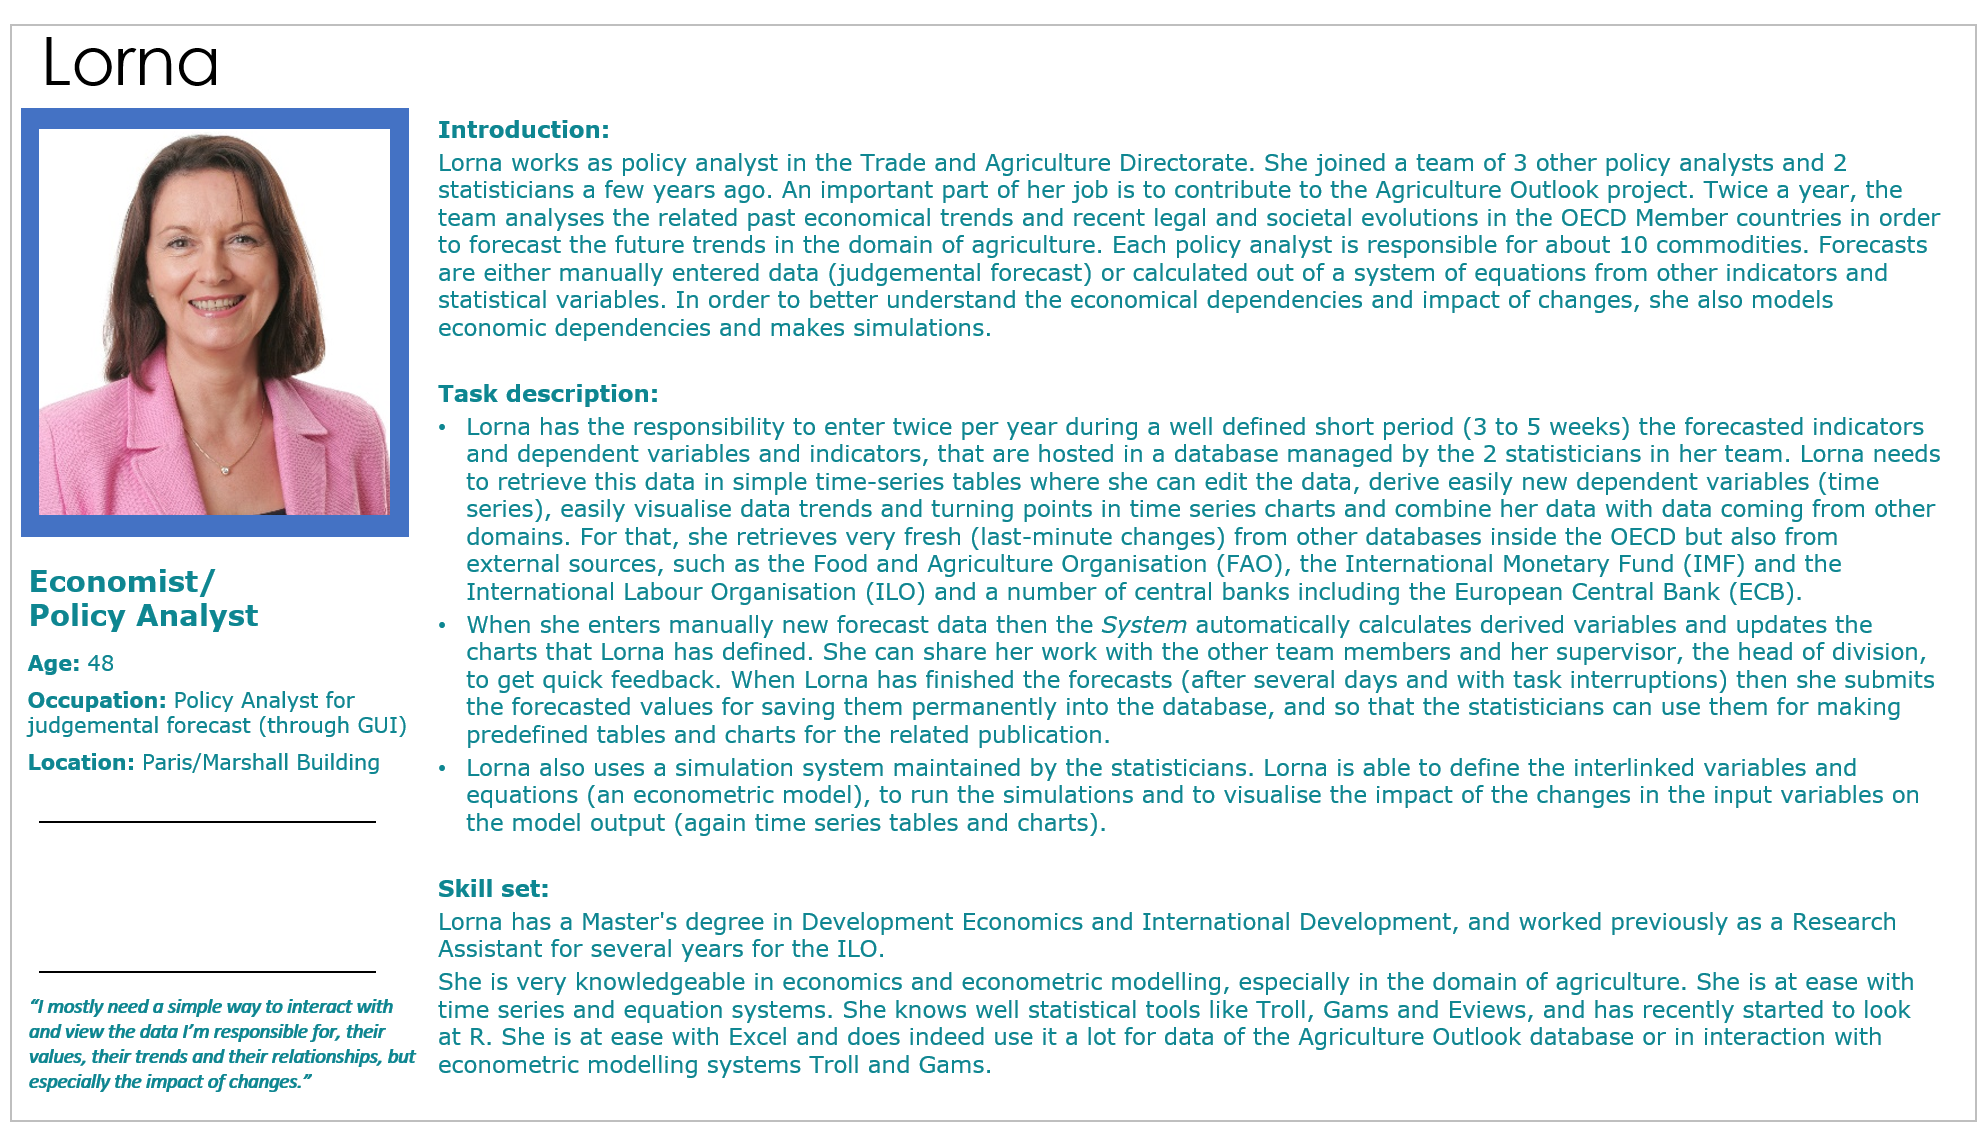 Lorna
Economist/
Policy Analyst
Age: 48
Occupation: Policy Analyst for
judgemental forecast (through GUI)
Location: Paris/Marshall Building
“I mostly need a simple way to interact with
and view the data I’m responsible for, their
values, their trends and their relationships, but
especially the impact of changes.”
Introduction:
Lorna works as policy analyst in the Trade and Agriculture Directorate. She joined a team of 3 other policy analysts and 2
statisticians a few years ago. An important part of her job is to contribute to the Agriculture Outlook project. Twice a year, the
team analyses the related past economical trends and recent legal and societal evolutions in the OECD Member countries in order
to forecast the future trends in the domain of agriculture. Each policy analyst is responsible for about 10 commodities. Forecasts
are either manually entered data (judgemental forecast) or calculated out of a system of equations from other indicators and
statistical variables. In order to better understand the economical dependencies and impact of changes, she also models
economic dependencies and makes simulations.
Task description:
• Lorna has the responsibility to enter twice per year during a well defined short period (3 to 5 weeks) the forecasted indicators
and dependent variables and indicators, that are hosted in a database managed by the 2 statisticians in her team. Lorna needs
to retrieve this data in simple time-series tables where she can edit the data, derive easily new dependent variables (time
series), easily visualise data trends and turning points in time series charts and combine her data with data coming from other
domains. For that, she retrieves very fresh (last-minute changes) from other databases inside the OECD but also from
external sources, such as the Food and Agriculture Organisation (FAO), the International Monetary Fund (IMF) and the
International Labour Organisation (ILO) and a number of central banks including the European Central Bank (ECB).
• When she enters manually new forecast data then the System automatically calculates derived variables and updates the
charts that Lorna has defined. She can share her work with the other team members and her supervisor, the head of division,
to get quick feedback. When Lorna has finished the forecasts (after several days and with task interruptions) then she submits
the forecasted values for saving them permanently into the database, and so that the statisticians can use them for making
predefined tables and charts for the related publication.
• Lorna also uses a simulation system maintained by the statisticians. Lorna is able to define the interlinked variables and
equations (an econometric model), to run the simulations and to visualise the impact of the changes in the input variables on
the model output (again time series tables and charts).
Skill set:
Lorna has a Master's degree in Development Economics and International Development, and worked previously as a Research
Assistant for several years for the ILO.
She is very knowledgeable in economics and econometric modelling, especially in the domain of agriculture. She is at ease with
time series and equation systems. She knows well statistical tools like Troll, Gams and Eviews, and has recently started to look
at R. She is at ease with Excel and does indeed use it a lot for data of the Agriculture Outlook database or in interaction with
econometric modelling systems Troll and Gams.